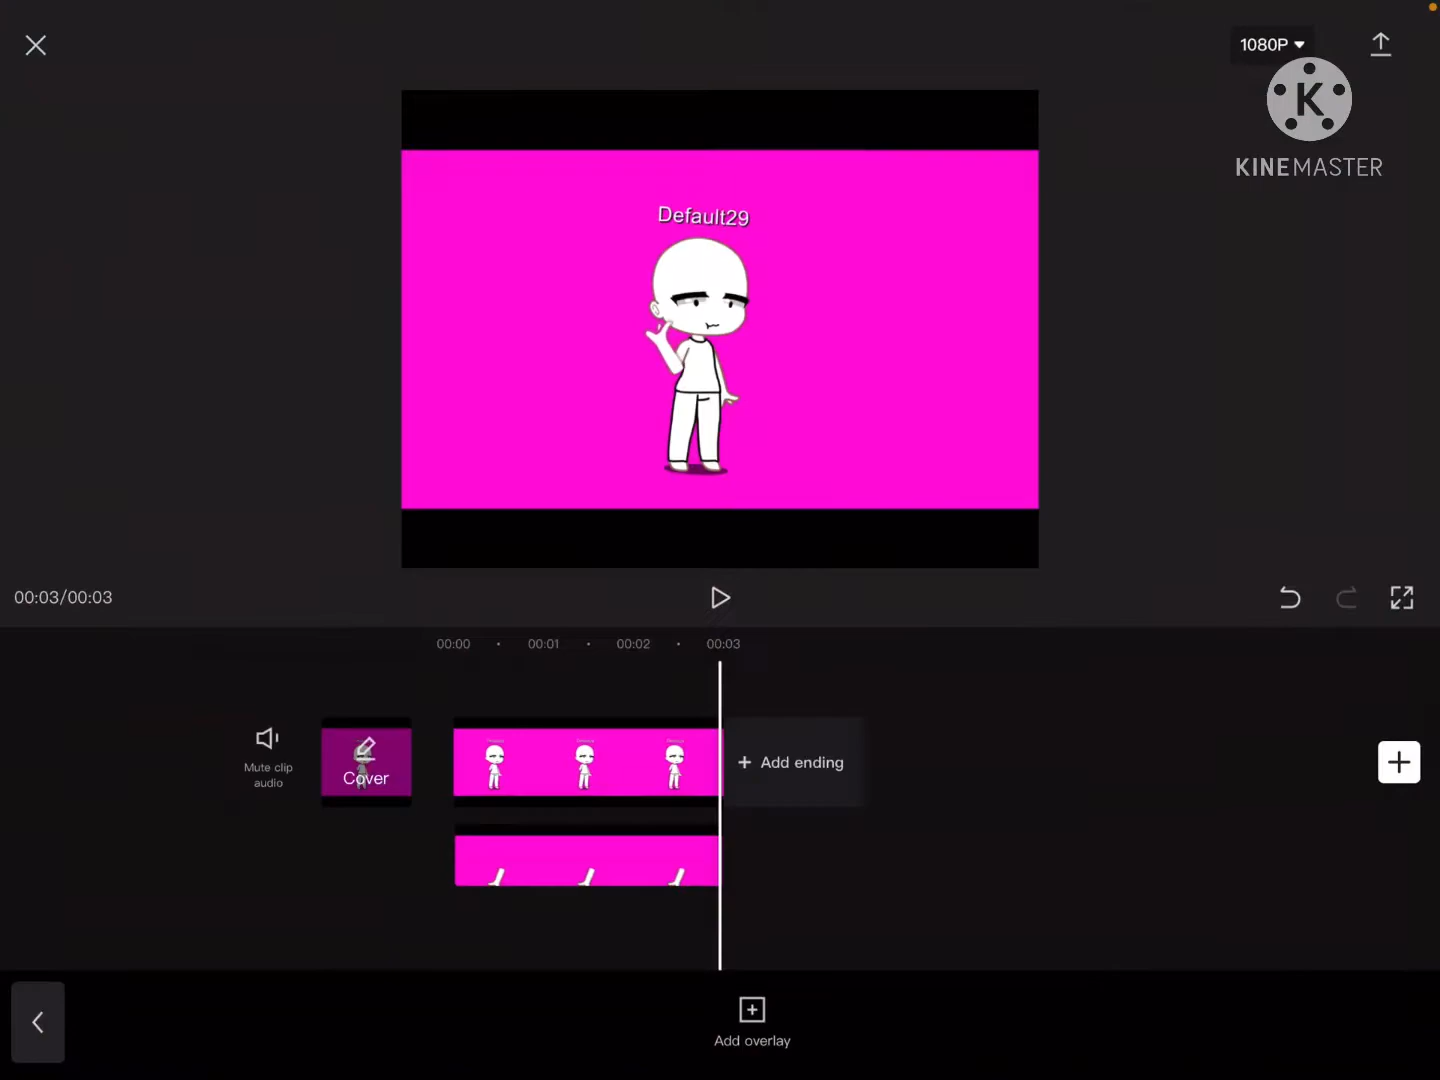 1080P
KINEMASTER
Default29
00:03/00:03
00:00 00:01 00:02 00:03
Mute clip
audio
Cover
+ Add ending
Add overlay